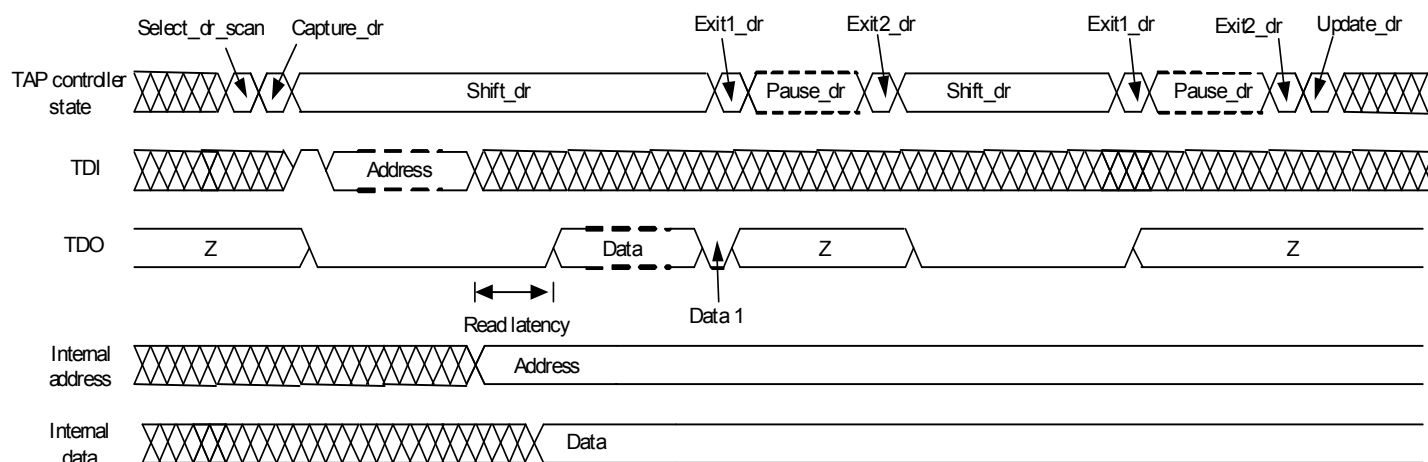 Select_dr_scan Capture_dr Exit1_dr Exit2_dr Exit1_dr Exit2_dr Update_dr
TAP controller
state
Shift_dr Pause_dr Shift_dr Pause_dr
TDI
Address
TDO
Z Data Z Z
Read latency
Data 1
Internal
address
Address
Internal
data
Data